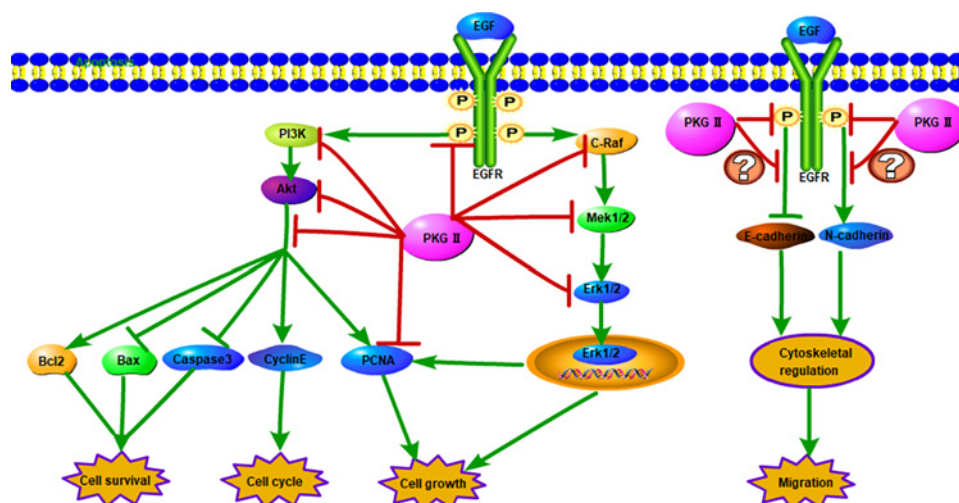 EGF
EGF
Apoptosis
P
P
P
P
P
P
PKG II
PKG II
PI3K
C-Raf
EGFR
EGFR
?
?
Akt
Mek1/2
PKG II
E-cadherin
N-cadherin
Erk1/2
Bcl2
Bax
Caspase3
CyclinE
PCNA
Erk1/2
Cytoskeletal
regulation
Cell survival
Cell cycle
Cell growth
Migration